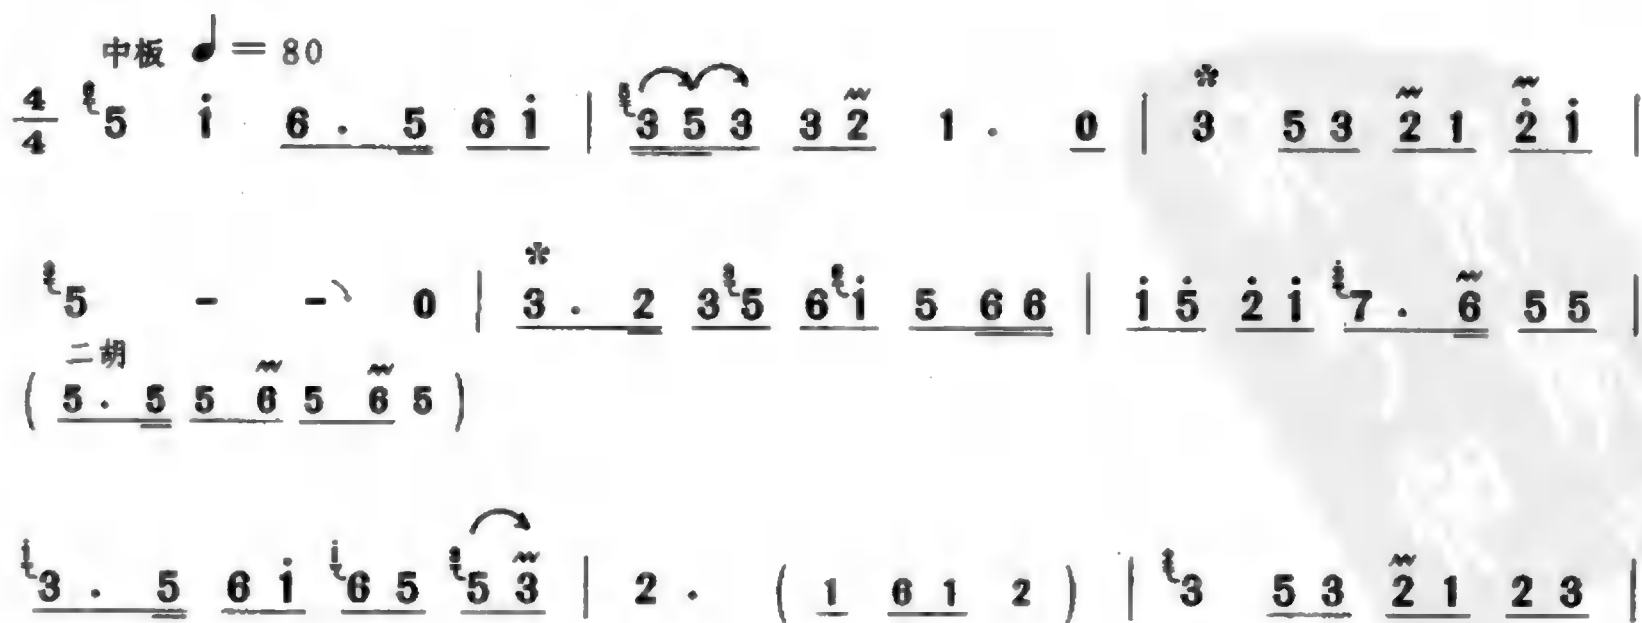 中板 ♩= 80
4/4 5 i̇ 6 . 5 6 i̇ | 3 5 3 3 2 1 . 0 | 3 5 3 2 1 2̇ i̇ |
5 - - 0 | 3 . 2 3 5 6 i̇ 5 6 6 | i̇ 5̇ 2̇ i̇ 7 . 6 5 5 |
二胡
( 5 . 5 5 6 5 6 5 )
3 . 5 6 i̇ 6 5 5 3 | 2 . ( 1 6 1 2 ) | 3 5 3 2 1 2 3 |